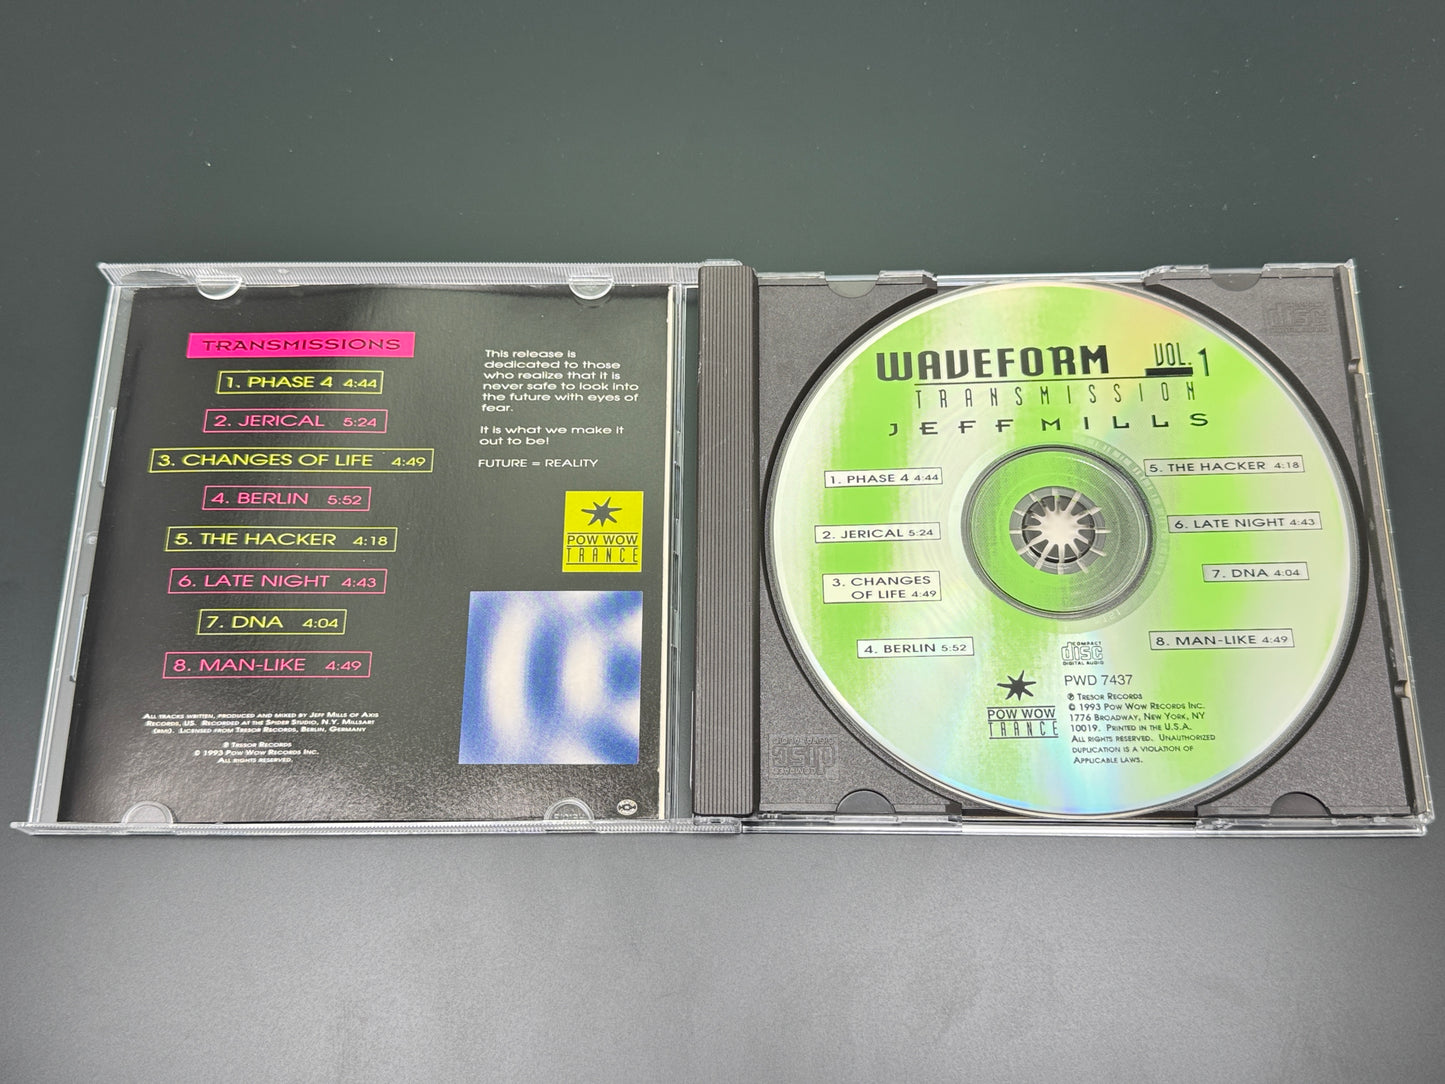 TRANSMISSIONS
1. PHASE 4 4:44
2. JERICAL 5:24
3. CHANGES OF LIFE 4:49
4. BERLIN 5:52
5. THE HACKER 4:18
6. LATE NIGHT 4:43
7. DNA 4:04
8. MAN-LIKE 4:49
ALL TRACKS WRITTEN, PRODUCED AND MIXED BY JEFF MILLS OF AXIS
RECORDS, US. RECORDED AT THE SPIDER STUDIO, N.Y. MILLSART
(BMI). LICENSED FROM TRESOR RECORDS, BERLIN, GERMANY
℗ TRESOR RECORDS
© 1993 POW WOW RECORDS INC.
ALL RIGHTS RESERVED.
This release is
dedicated to those
who realize that it is
never safe to look into
the future with eyes of
fear.
It is what we make it
out to be!
FUTURE = REALITY
POW WOW
TRANCE
WAVEFORM VOL. 1
TRANSMISSION
JEFF MILLS
1. PHASE 4 4:44
2. JERICAL 5:24
3. CHANGES
OF LIFE 4:49
4. BERLIN 5:52
5. THE HACKER 4:18
6. LATE NIGHT 4:43
7. DNA 4:04
8. MAN-LIKE 4:49
COMPACT
disc
DIGITAL AUDIO
POW WOW
TRANCE
PWD 7437
℗ TRESOR RECORDS
© 1993 POW WOW RECORDS INC.
1776 BROADWAY, NEW YORK, NY
10019. PRINTED IN THE U.S.A.
ALL RIGHTS RESERVED. UNAUTHORIZED
DUPLICATION IS A VIOLATION OF
APPLICABLE LAWS.
disc